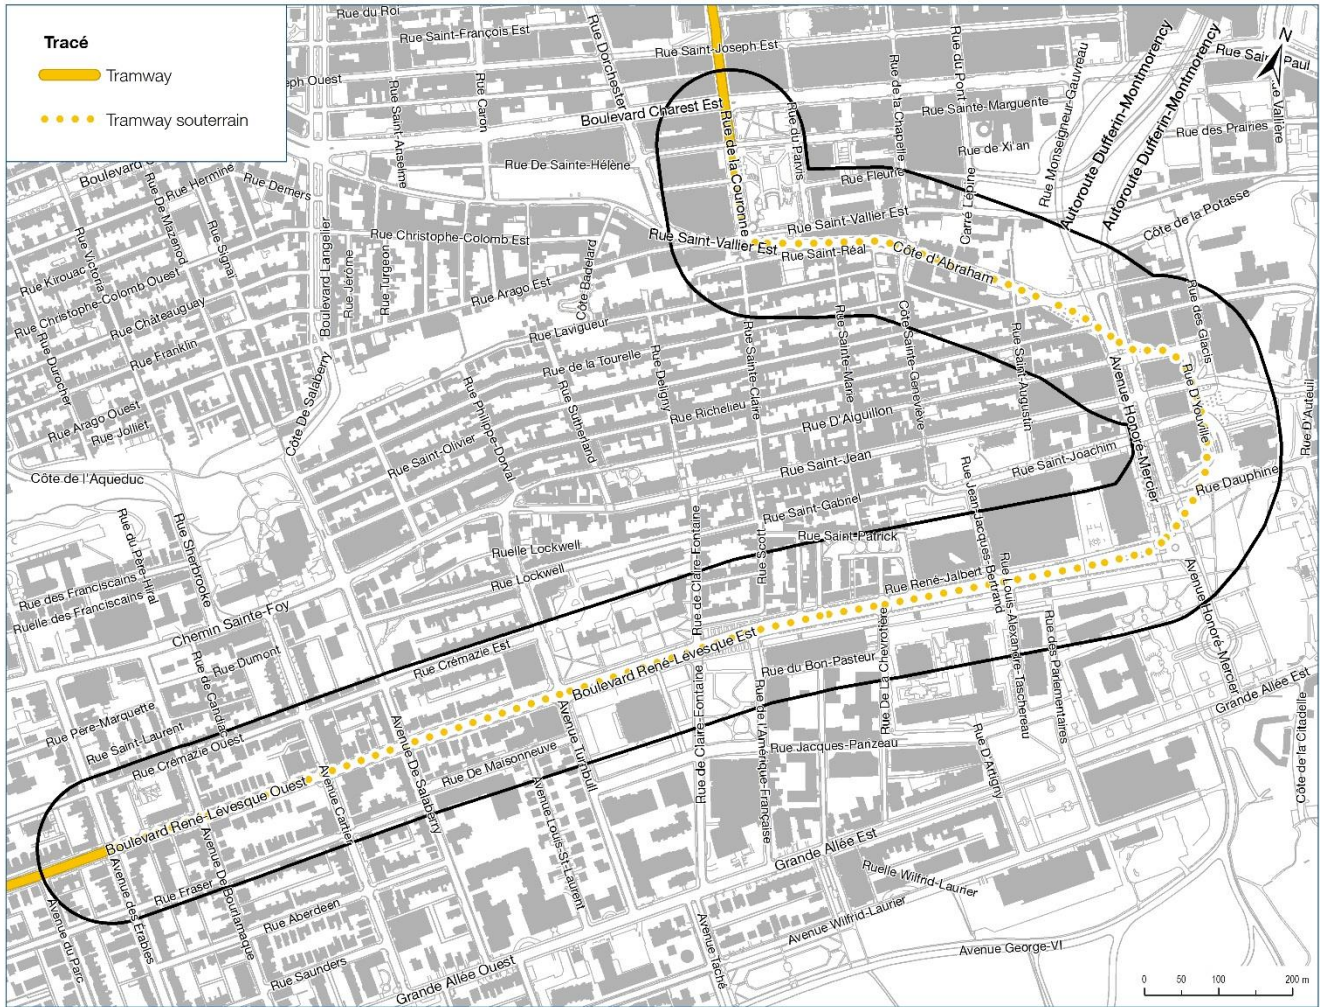 Tracé
Tramway
Tramway souterrain
Rue du Roi
Rue Saint-François Est
Rue Dorchester
Rue Saint-Joseph Est
Rue du Pont
Rue Monseigneur-Gauvreau
Autoroute Dufferin-Montmorency
Autoroute Dufferin-Montmorency
Rue Saint-Paul
N
Rue Vallière
eph Ouest
Rue Saint-Anselme
Rue Caron
Boulevard Charest Est
Rue de la Couronne
Rue du Parvis
Rue de la Chapelle
Rue Sainte-Marguerite
Rue des Prairies
Rue de Xi'an
Rue De Sainte-Hélène
Rue Fleurie
Boulevard C
Rue Hermine
Rue Demers
Rue De Mazenod
Rue Signaï
Rue Victoria
Boulevard Langelier
Rue Christophe-Colomb Est
Rue Saint-Vallier Est
Rue Saint-Vallier Est
Rue Saint-Réal
Côte d'Abraham
Carré Lépine
Côte de la Potasse
Rue Kirouac
Rue Christophe-Colomb Ouest
Rue Châteauguay
Rue Franklin
Rue Durocher
Rue Jérôme
Rue Turgeon
Rue Arago Est
Côte Badelard
Rue Lavigueur
Rue de la Tourelle
Rue Deligny
Rue Sainte-Claire
Rue Sainte-Marie
Côte Sainte-Geneviève
Rue Saint-Augustin
Avenue Honoré-Mercier
Rue des Glacis
Rue D'Youville
Rue D'Auteuil
Rue Arago Ouest
Rue Jolliet
Côte De Salaberry
Rue Philippe-Dorval
Rue Sutherland
Rue Richelieu
Rue D'Aiguillon
Rue Saint-Olivier
Rue Saint-Jean
Rue Saint-Joachim
Rue Dauphine
Côte de l'Aqueduc
Rue Saint-Gabriel
Rue Jean-Jacques-Bertrand
Rue du Père-Hiral
Rue Sherbrooke
Ruelle Lockwell
Rue Lockwell
Rue de Claire-Fontaine
Rue Scott
Rue Saint-Patrick
Rue René-Jalbert
Rue Louis-Alexandre-Taschereau
Rue des Parlementaires
Avenue Honoré-Mercier
Rue des Franciscains
Ruelle des Franciscains
Chemin Sainte-Foy
Rue Dumont
Rue de Candiac
Rue Crémazie Est
Boulevard René-Lévesque Est
Rue du Bon-Pasteur
Rue De La Chevrotière
Grande Allée Est
Côte de la Citadelle
Rue Père-Marquette
Rue Saint-Laurent
Rue Crémazie Ouest
Avenue De Salaberry
Rue De Maisonneuve
Avenue Turnbull
Rue de Claire-Fontaine
Rue de l'Amérique-Française
Rue Jacques-Panzeau
Rue D'Artigny
Boulevard René-Lévesque Ouest
Avenue Cartier
Avenue Louis-St-Laurent
Avenue des Érables
Avenue De Bourlamaque
Rue Fraser
Rue Aberdeen
Avenue du Parc
Rue Saunders
Grande Allée Est
Ruelle Wilfrid-Laurier
Avenue Wilfrid-Laurier
Avenue Taché
Avenue George-VI
Grande Allée Ouest
0 50 100 200 m